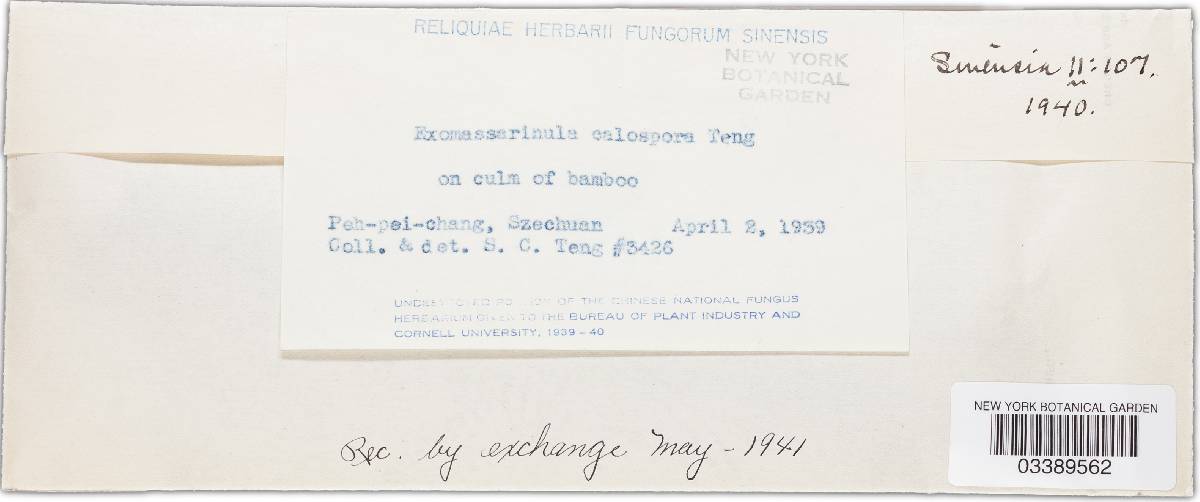 RELIQUIAE HERBARII FUNGORUM SINENSIS
NEW YORK
BOTANICAL
GARDEN
Sinensia 11:107.
1940.
Exomassarinula calospora Teng
on culm of bamboo
Peh-pei-chang, Szechuan April 2, 1939
Coll. & det. S. C. Teng #3426
OF THE CHINESE NATIONAL FUNGUS
HERBARIUM GIVEN TO THE BUREAU OF PLANT INDUSTRY AND
CORNELL UNIVERSITY, 1939-40
Rec. by exchange May - 1941
NEW YORK BOTANICAL GARDEN
03389562